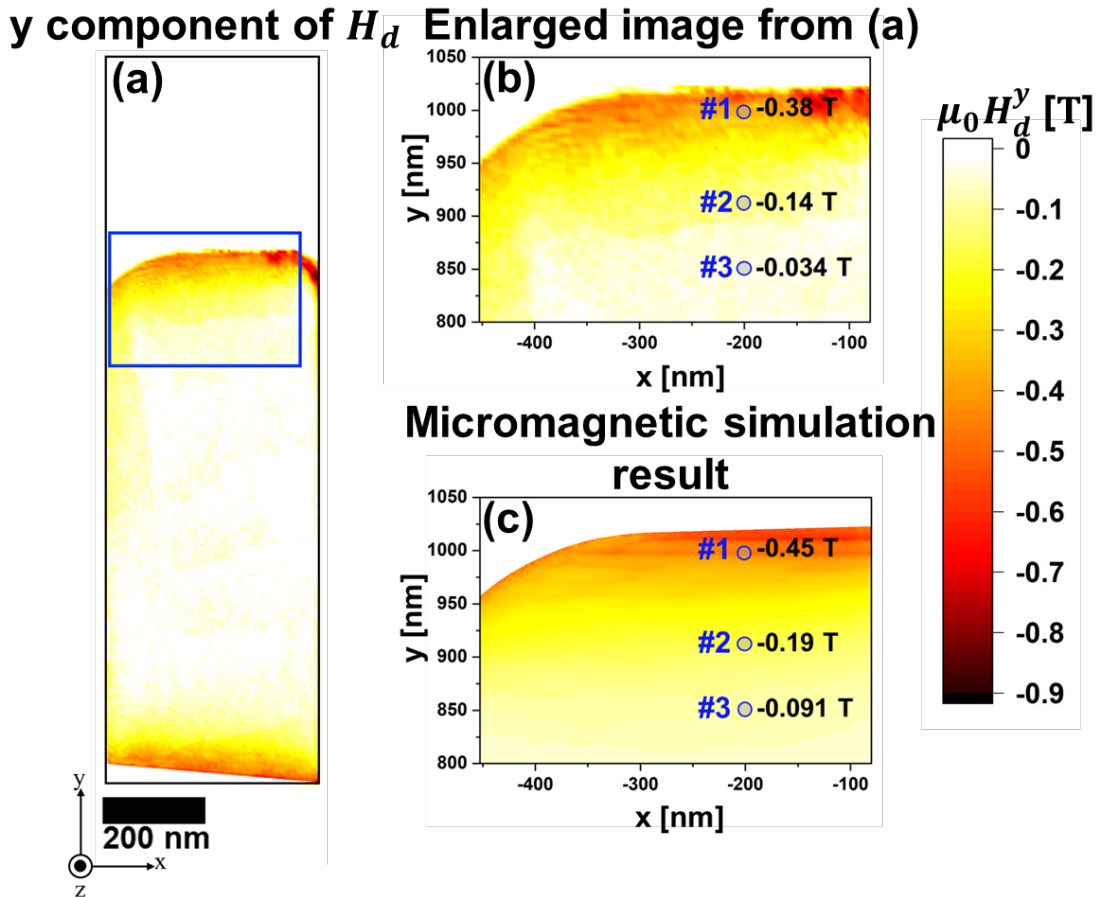 y component of H_d Enlarged image from (a)
(a)
200 nm
y
x
z
(b)
1050
1000
950
900
850
800
y [nm]
#1 -0.38 T
#2 -0.14 T
#3 -0.034 T
-400 -300 -200 -100
x [nm]
Micromagnetic simulation
result
(c)
1050
1000
950
900
850
800
y [nm]
#1 -0.45 T
#2 -0.19 T
#3 -0.091 T
-400 -300 -200 -100
x [nm]
μ₀H_d^y [T]
0
-0.1
-0.2
-0.3
-0.4
-0.5
-0.6
-0.7
-0.8
-0.9